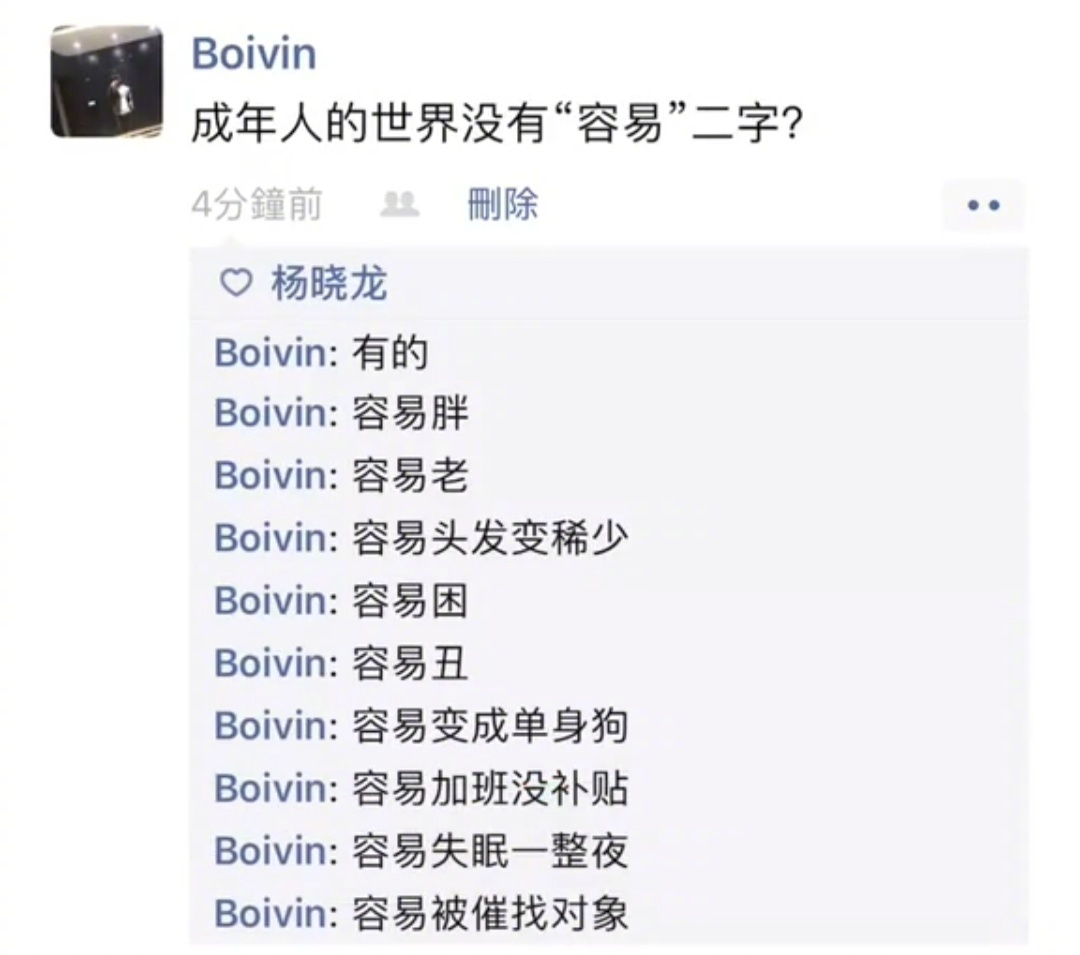 Boivin
成年人的世界没有“容易”二字?
4分鐘前 刪除
杨晓龙
Boivin: 有的
Boivin: 容易胖
Boivin: 容易老
Boivin: 容易头发变稀少
Boivin: 容易困
Boivin: 容易丑
Boivin: 容易变成单身狗
Boivin: 容易加班没补贴
Boivin: 容易失眠一整夜
Boivin: 容易被催找对象